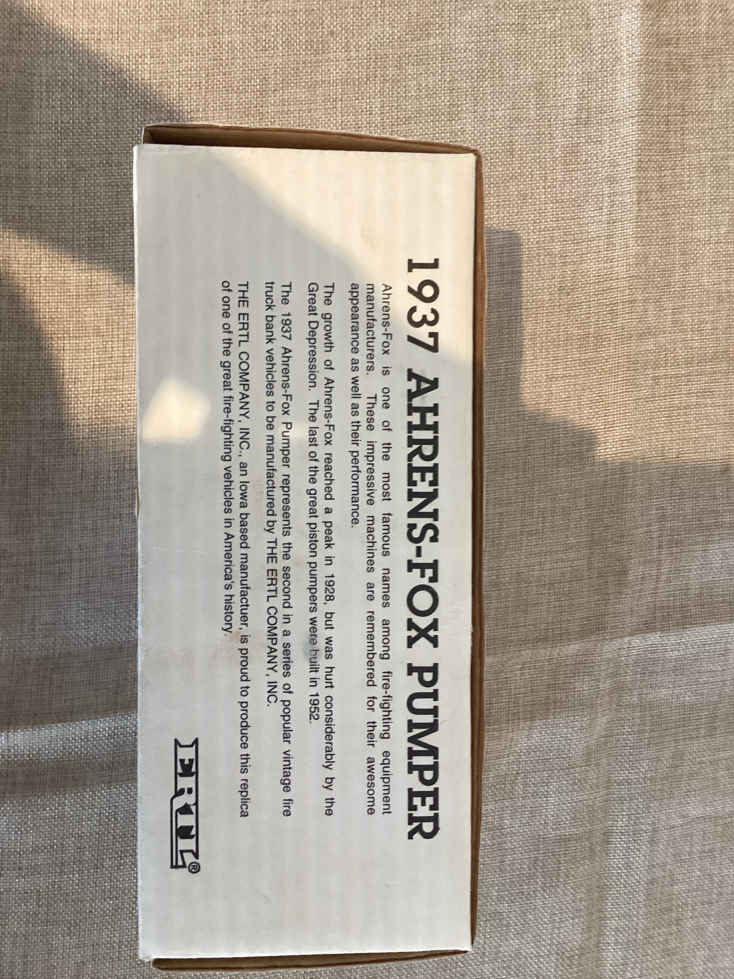 1937 AHRENS-FOX PUMPER
Ahrens-Fox is one of the most famous names among fire-fighting equipment
manufacturers. These impressive machines are remembered for their awesome
appearance as well as their performance.
The growth of Ahrens-Fox reached a peak in 1928, but was hurt considerably by the
Great Depression. The last of the great piston pumpers were built in 1952.
The 1937 Ahrens-Fox Pumper represents the second in a series of popular vintage fire
truck bank vehicles to be manufactured by THE ERTL COMPANY, INC.
THE ERTL COMPANY, INC., an Iowa based manufactuer, is proud to produce this replica
of one of the great fire-fighting vehicles in America's history.
ERTL®